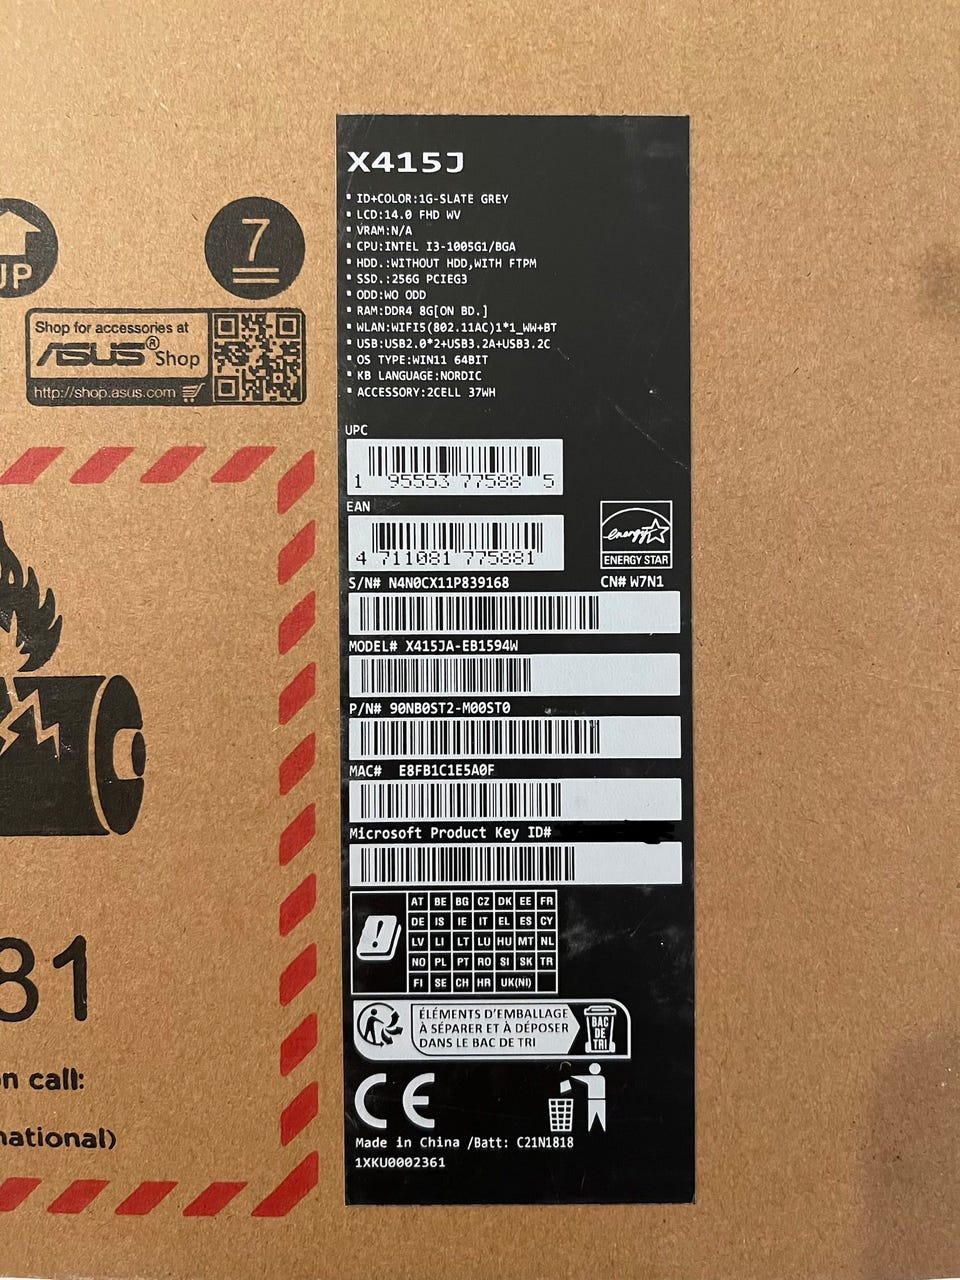 X415J
ID+COLOR:1G-SLATE GREY
LCD:14.0 FHD WV
VRAM:N/A
CPU:INTEL I3-1005G1/BGA
HDD.:WITHOUT HDD,WITH FTPM
SSD.:256G PCIEG3
ODD:WO ODD
RAM:DDR4 8G[ON BD.]
WLAN:WIFI5(802.11AC)1*1_WW+BT
USB:USB2.0*2+USB3.2A+USB3.2C
OS TYPE:WIN11 64BIT
KB LANGUAGE:NORDIC
ACCESSORY:2CELL 37WH
UPC
1 95553 77588 5
EAN
4 711081 775881
energy
ENERGY STAR
S/N# N4N0CX11P839168 CN# W7N1
MODEL# X415JA-EB1594W
P/N# 90NB0ST2-M00ST0
MAC# E8FB1C1E5A0F
Microsoft Product Key ID#
AT BE BG CZ DK EE FR
DE IS IE IT EL ES CY
LV LI LT LU HU MT NL
NO PL PT RO SI SK TR
FI SE CH HR UK(NI)
ÉLÉMENTS D'EMBALLAGE
À SÉPARER ET À DÉPOSER
DANS LE BAC DE TRI
BAC
DE
TRI
CE
Made in China /Batt: C21N1818
1XKU0002361
UP
7
Shop for accessories at
ASUS® Shop
http://shop.asus.com
81
n call:
national)